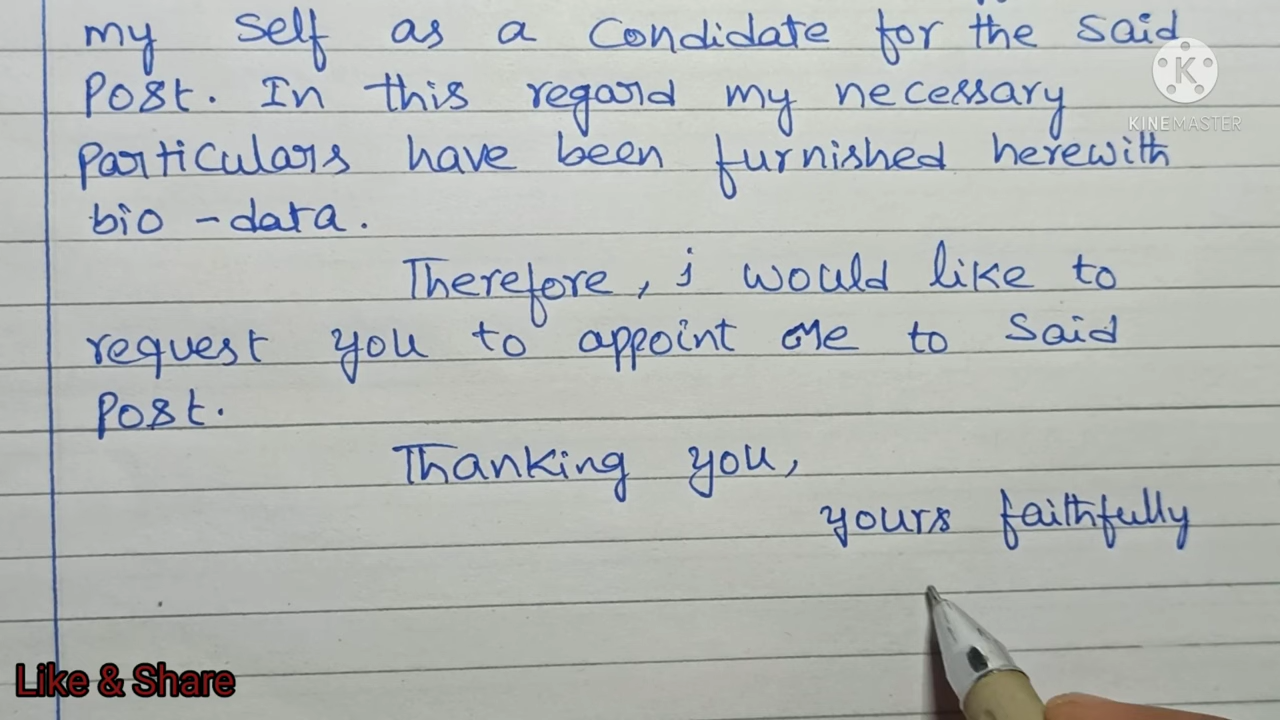 my self as a Condidate for the Said
Post. In this regard my necessary
particulars have been furnished herewith
bio - data.
Therefore, i would like to
request you to appoint me to Said
Post.
Thanking you,
yours faithfully
K
KINEMASTER
Like & Share